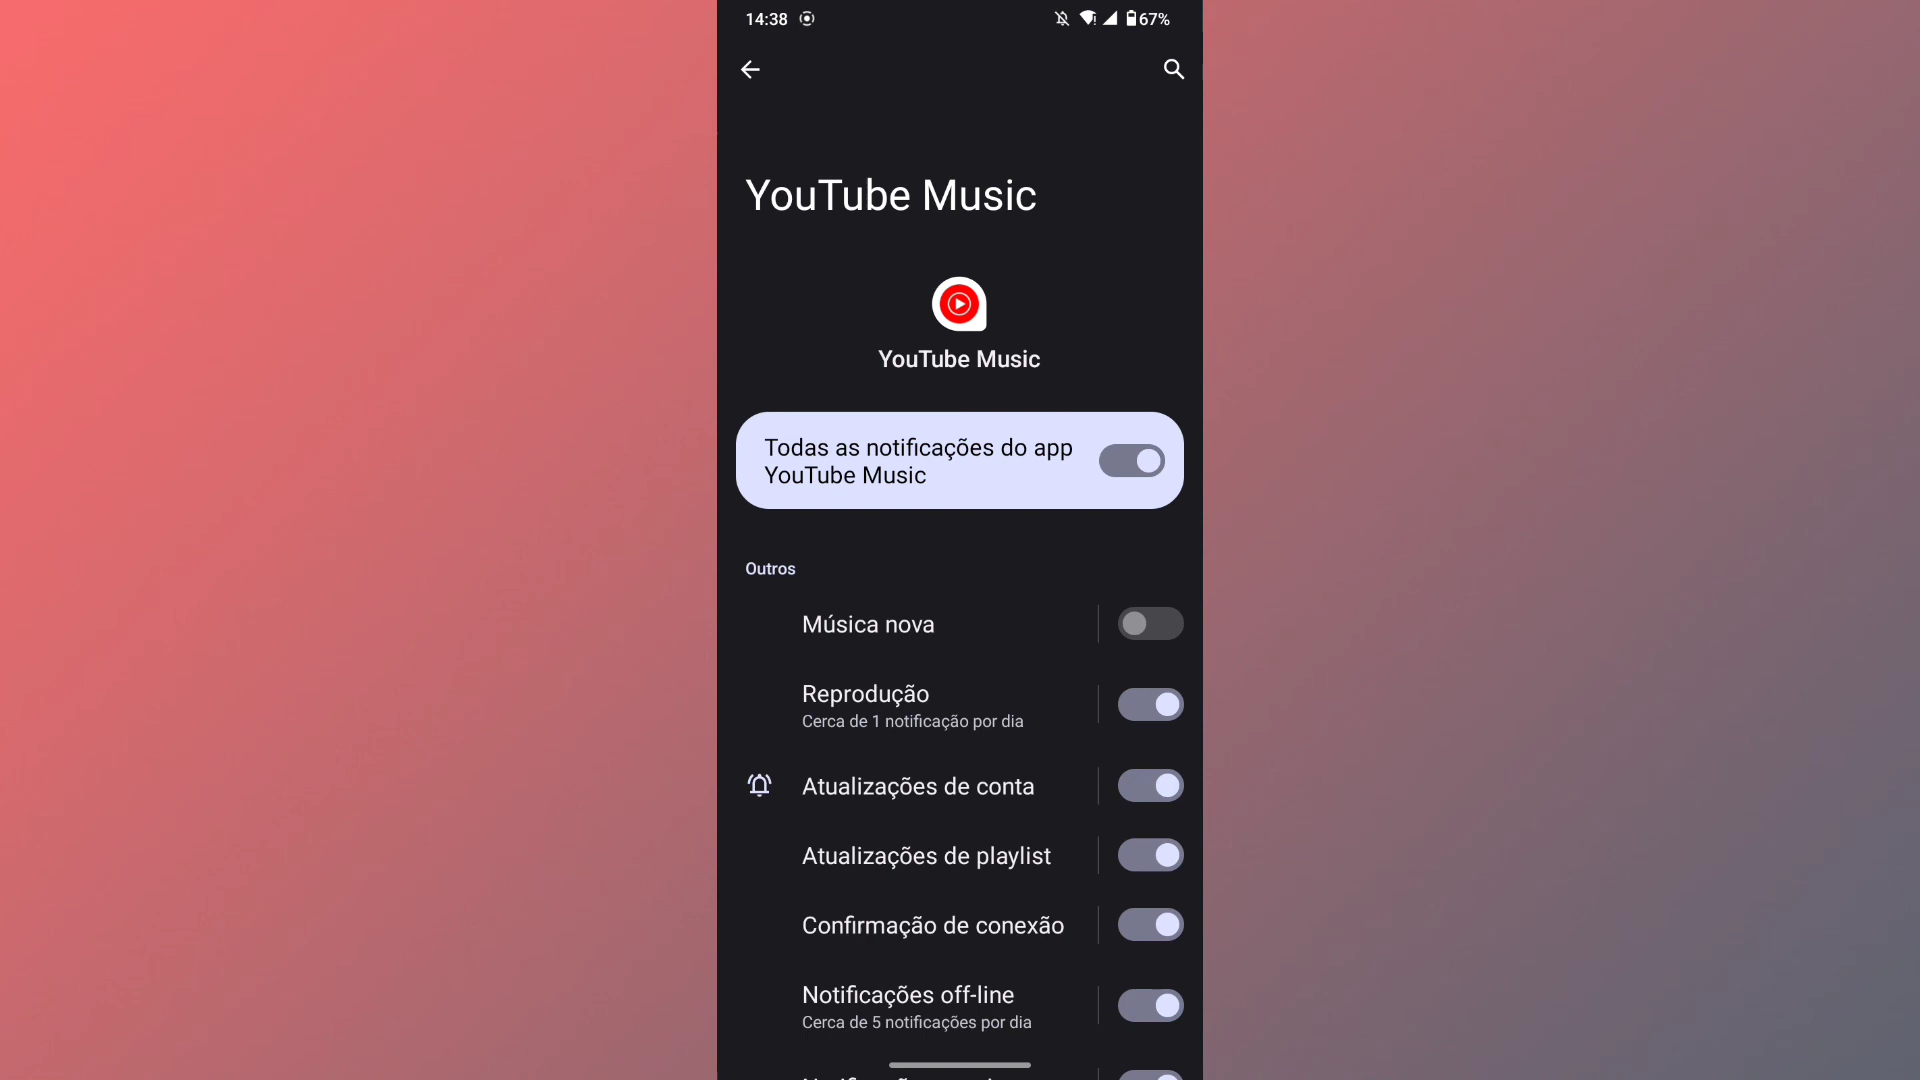 14:38
67%
YouTube Music
YouTube Music
Todas as notificações do app
YouTube Music
Outros
Música nova
Reprodução
Cerca de 1 notificação por dia
Atualizações de conta
Atualizações de playlist
Confirmação de conexão
Notificações off-line
Cerca de 5 notificações por dia